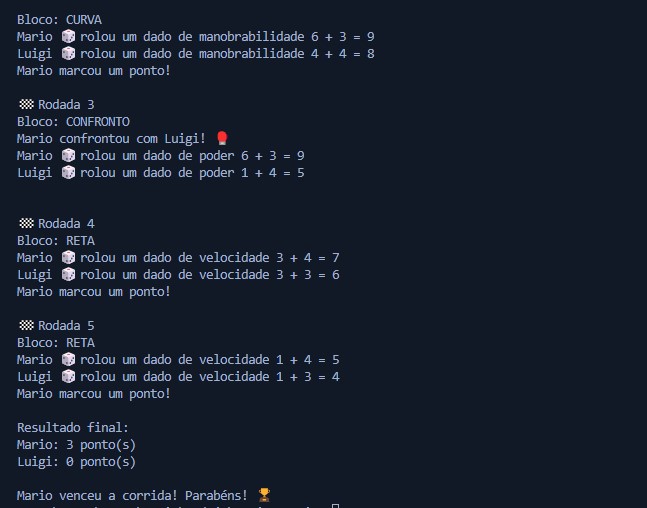 Bloco: CURVA
Mario 🎲 rolou um dado de manobrabilidade 6 + 3 = 9
Luigi 🎲 rolou um dado de manobrabilidade 4 + 4 = 8
Mario marcou um ponto!
🏁 Rodada 3
Bloco: CONFRONTO
Mario confrontou com Luigi! 🥊
Mario 🎲 rolou um dado de poder 6 + 3 = 9
Luigi 🎲 rolou um dado de poder 1 + 4 = 5
🏁 Rodada 4
Bloco: RETA
Mario 🎲 rolou um dado de velocidade 3 + 4 = 7
Luigi 🎲 rolou um dado de velocidade 3 + 3 = 6
Mario marcou um ponto!
🏁 Rodada 5
Bloco: RETA
Mario 🎲 rolou um dado de velocidade 1 + 4 = 5
Luigi 🎲 rolou um dado de velocidade 1 + 3 = 4
Mario marcou um ponto!
Resultado final:
Mario: 3 ponto(s)
Luigi: 0 ponto(s)
Mario venceu a corrida! Parabéns! 🏆